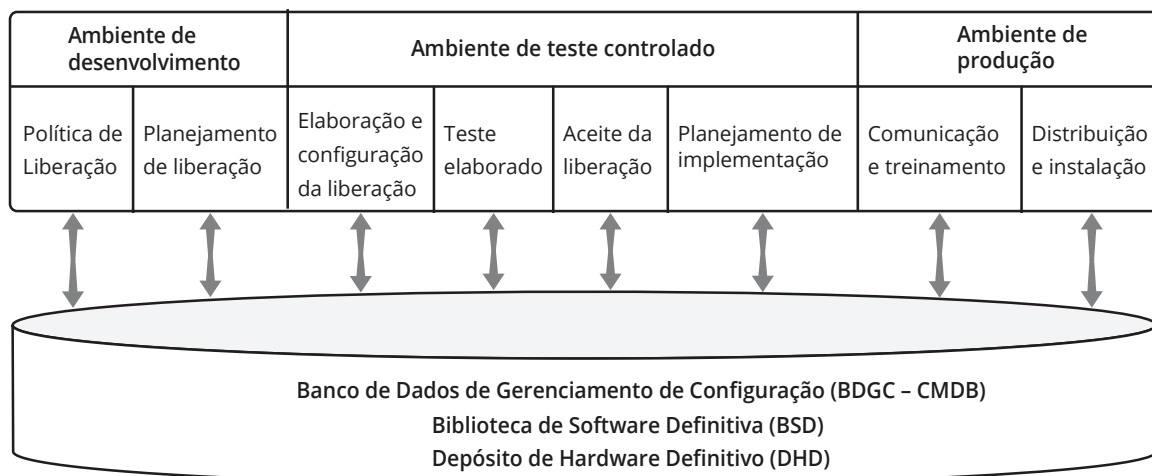 Ambiente de
desenvolvimento
Ambiente de teste controlado
Ambiente de
produção
Política de
Liberação
Planejamento
de liberação
Elaboração e
configuração
da liberação
Teste
elaborado
Aceite da
liberação
Planejamento de
implementação
Comunicação
e treinamento
Distribuição
e instalação
Banco de Dados de Gerenciamento de Configuração (BDGC – CMDB)
Biblioteca de Software Definitiva (BSD)
Depósito de Hardware Definitivo (DHD)